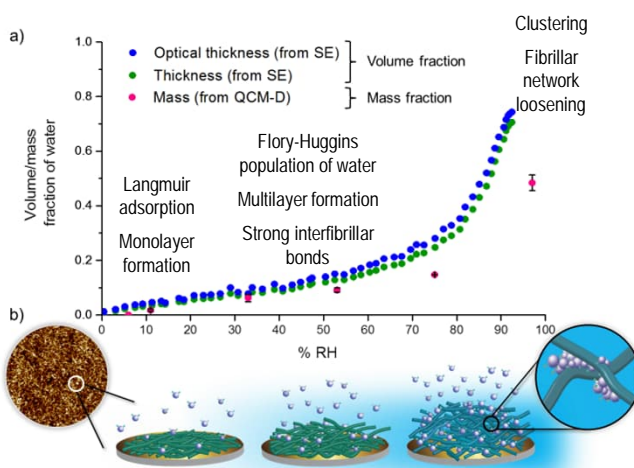 a)
Clustering
Fibrillar
network
loosening
Optical thickness (from SE)
Thickness (from SE)
Volume fraction
Mass (from QCM-D)
Mass fraction
Flory-Huggins
population of water
Multilayer formation
Strong interfibrillar
bonds
Langmuir
adsorption
Monolayer
formation
Volume/mass
fraction of water
1.0
0.8
0.6
0.4
0.2
0.0
0 10 20 30 40 50 60 70 80 90 100
% RH
b)